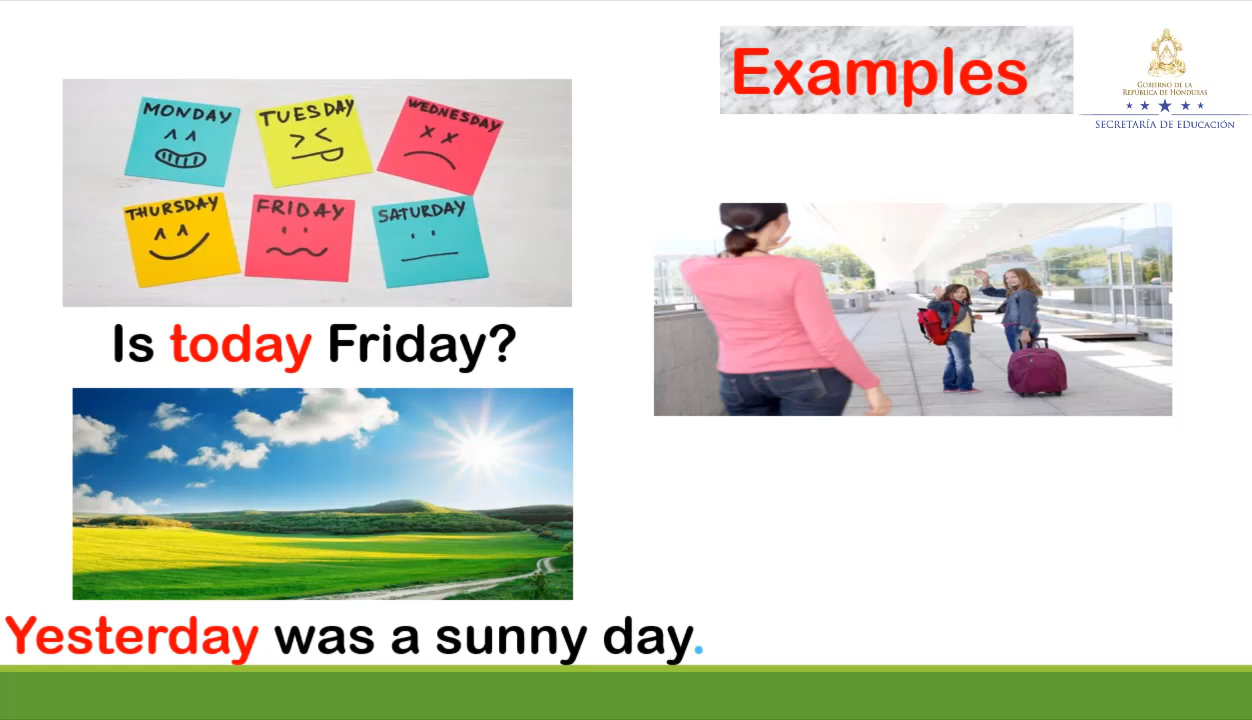 Examples
GOBIERNO DE LA
REPÚBLICA DE HONDURAS
SECRETARÍA DE EDUCACIÓN
MONDAY
TUESDAY
WEDNESDAY
THURSDAY
FRIDAY
SATURDAY
Is today Friday?
Yesterday was a sunny day.